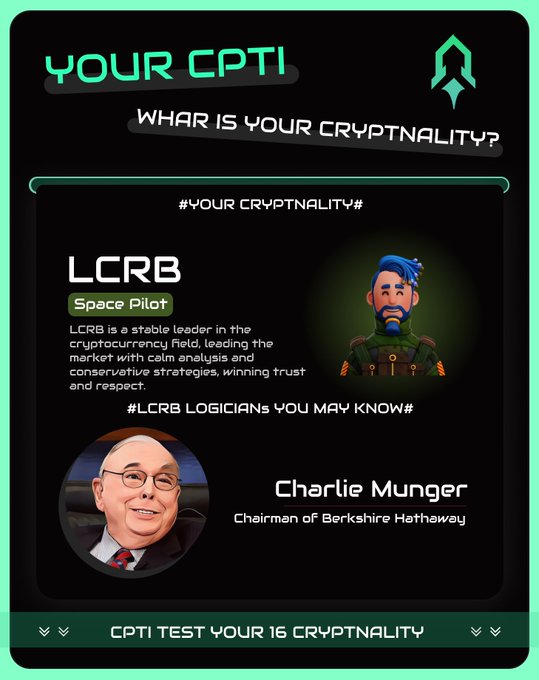 YOUR CPTI
WHAR IS YOUR CRYPTNALITY?
#YOUR CRYPTNALITY#
LCRB
Space Pilot
LCRB is a stable leader in the
cryptocurrency field, leading the
market with calm analysis and
conservative strategies, winning trust
and respect.
#LCRB LOGICIANs YOU MAY KNOW#
Charlie Munger
Chairman of Berkshire Hathaway
CPTI TEST YOUR 16 CRYPTNALITY